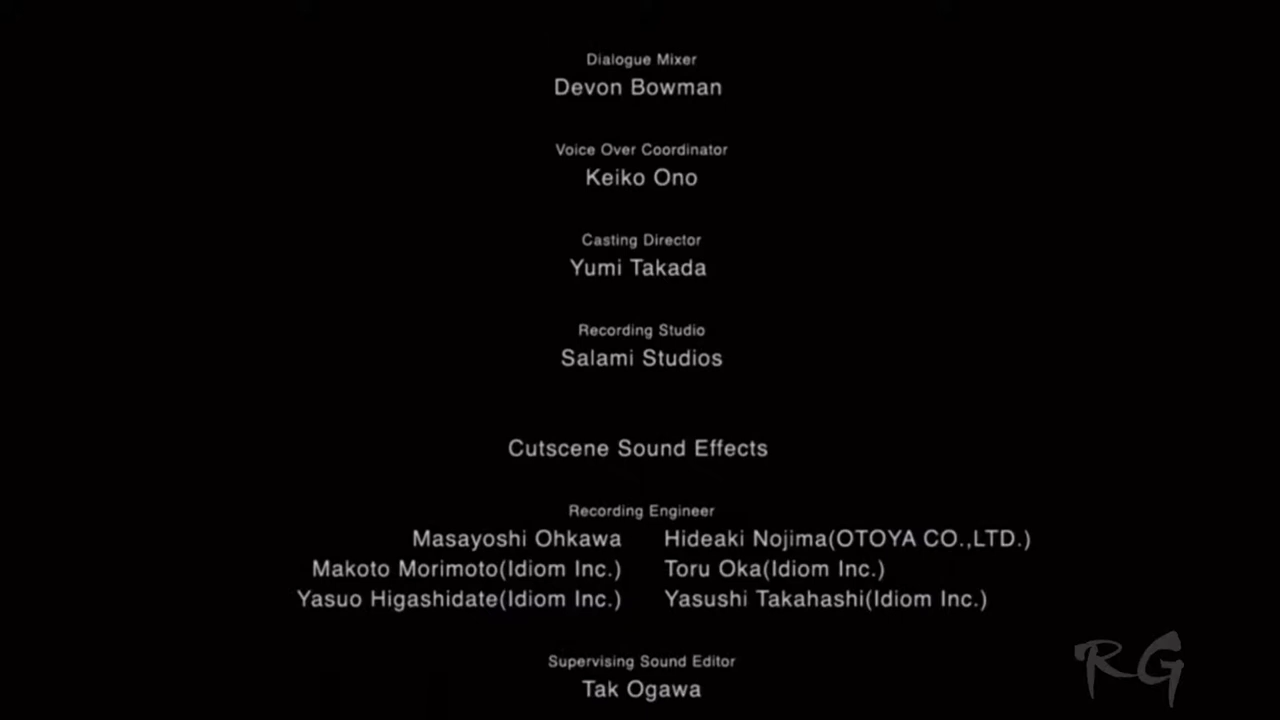 Dialogue Mixer
Devon Bowman
Voice Over Coordinator
Keiko Ono
Casting Director
Yumi Takada
Recording Studio
Salami Studios
Cutscene Sound Effects
Recording Engineer
Masayoshi Ohkawa Hideaki Nojima(OTOYA CO.,LTD.)
Makoto Morimoto(Idiom Inc.) Toru Oka(Idiom Inc.)
Yasuo Higashidate(Idiom Inc.) Yasushi Takahashi(Idiom Inc.)
Supervising Sound Editor
Tak Ogawa
RG